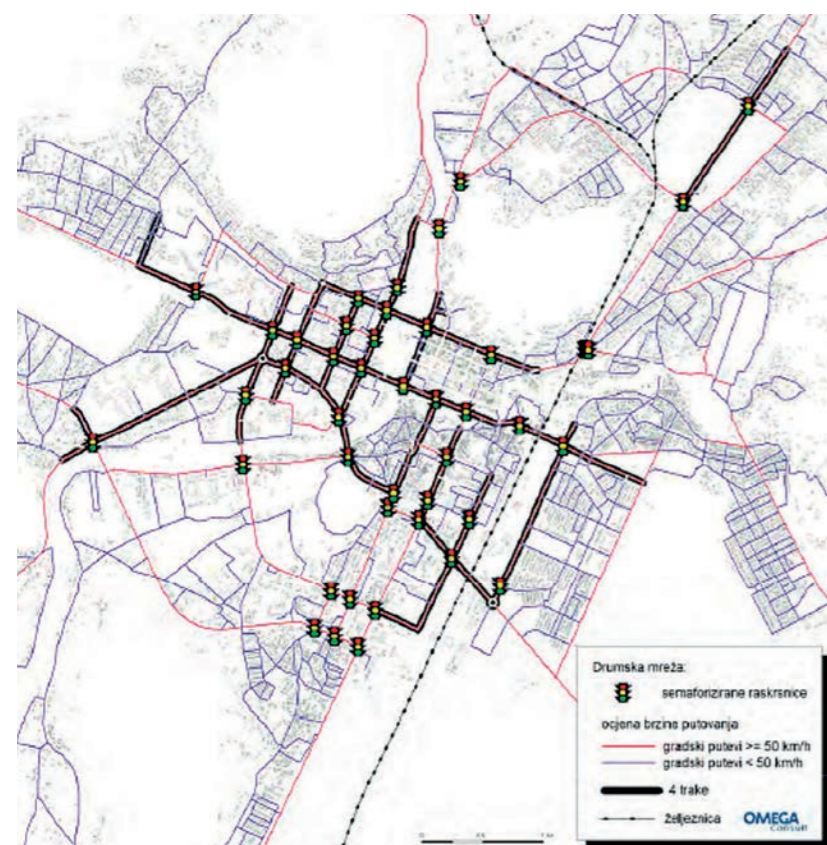 Drumska mreža:
semaforizirane raskrsnice
ocjena brzine putovanja
gradski putevi >= 50 km/h
gradski putevi < 50 km/h
4 trake
željeznica
OMEGA
consult